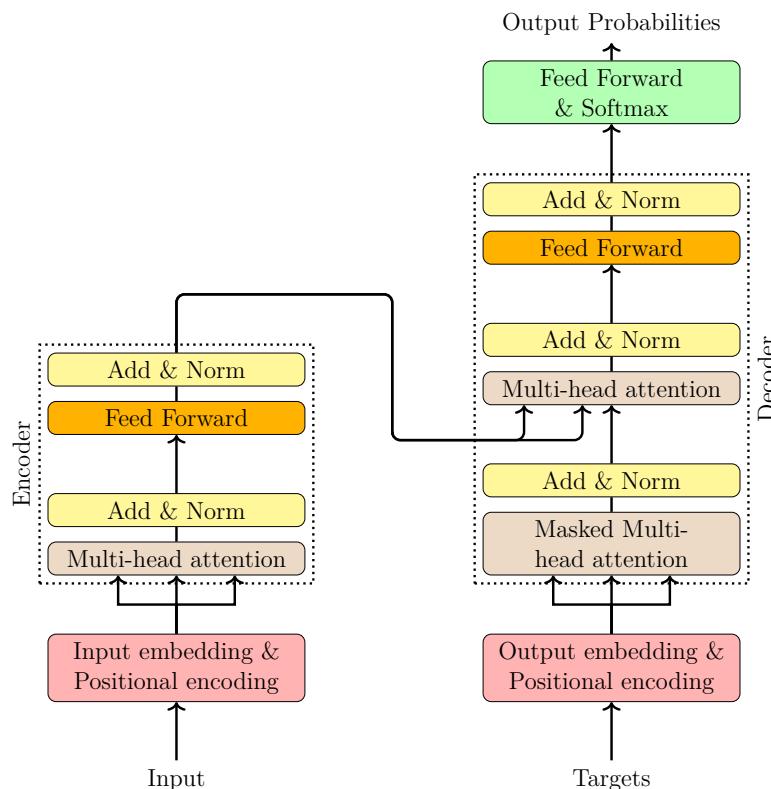 Output Probabilities
Feed Forward
& Softmax
Add & Norm
Feed Forward
Add & Norm
Multi-head attention
Add & Norm
Masked Multi-
head attention
Decoder
Output embedding &
Positional encoding
Targets
Encoder
Add & Norm
Feed Forward
Add & Norm
Multi-head attention
Input embedding &
Positional encoding
Input